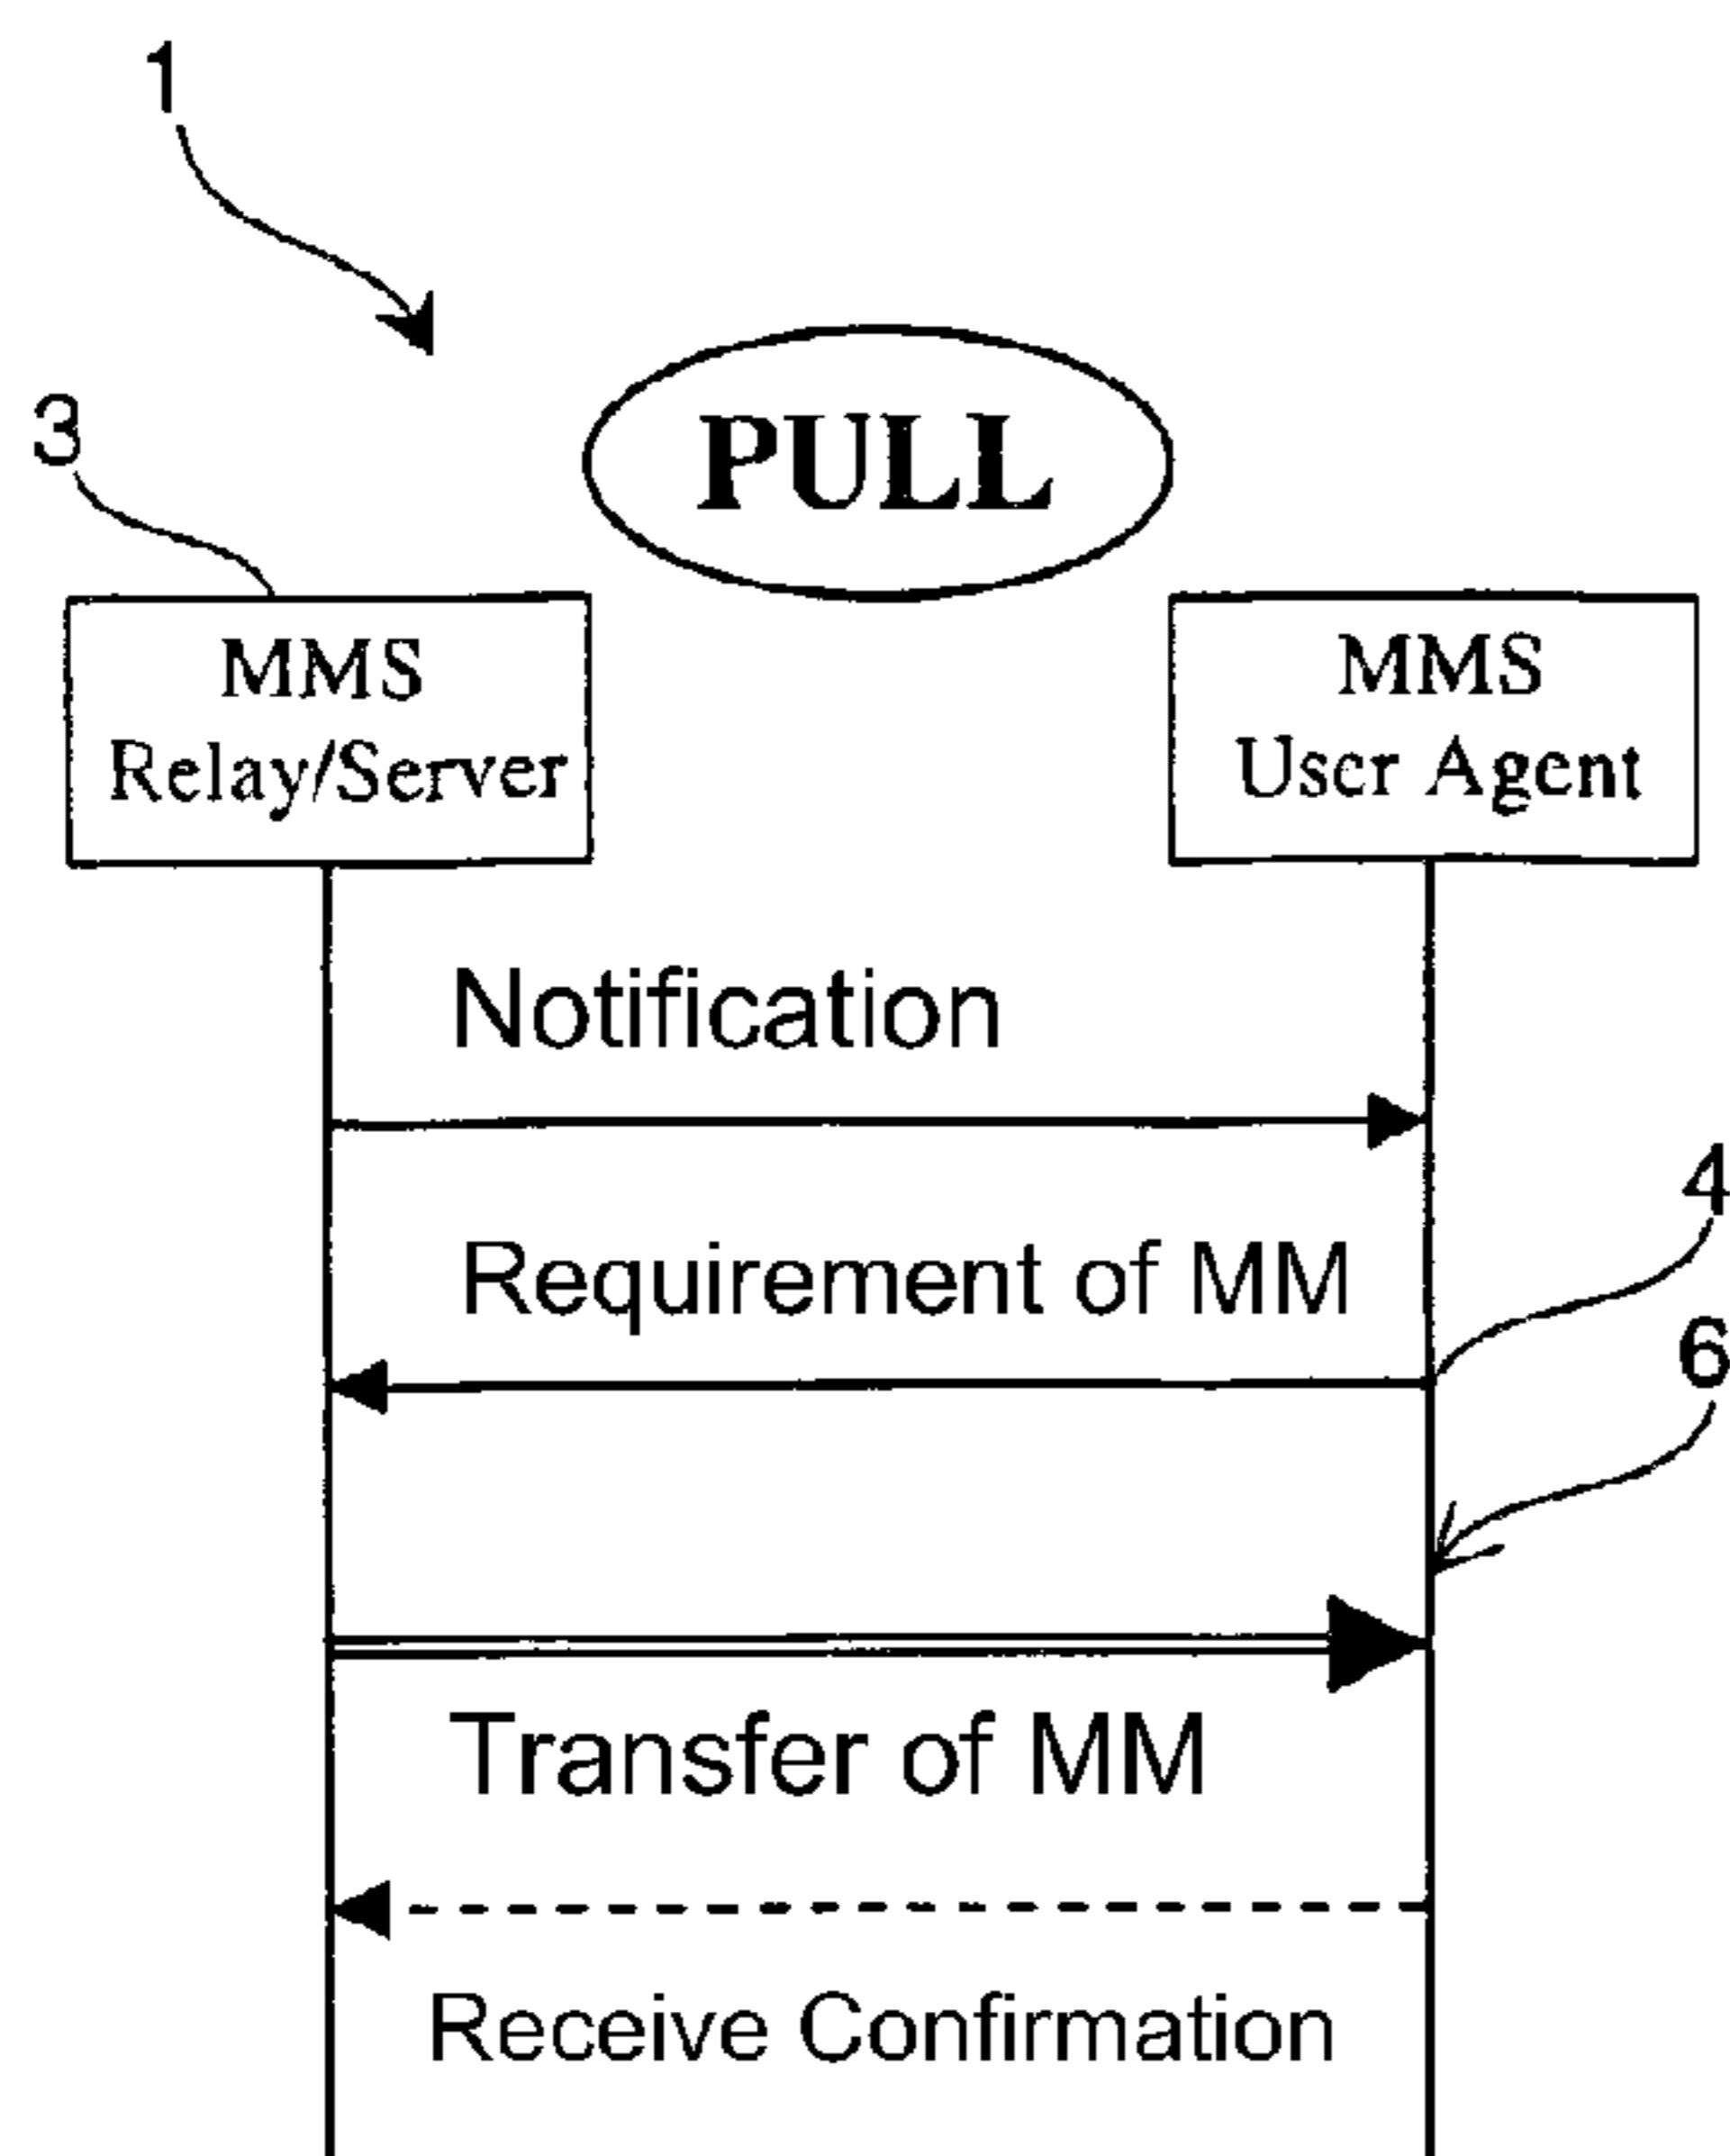 1
3
PULL
MMS
Relay/Server
MMS
User Agent
Notification
4
Requirement of MM
6
Transfer of MM
Receive Confirmation